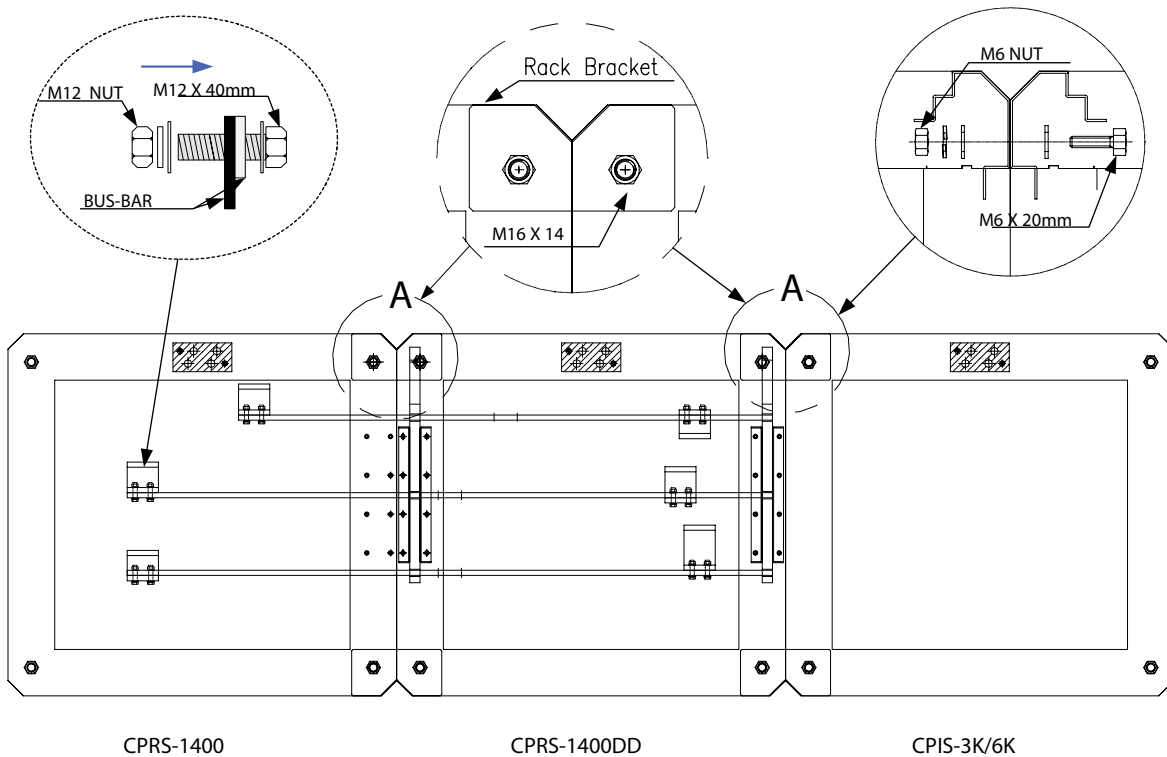 M12 NUT
M12 X 40mm
BUS-BAR
Rack Bracket
M16 X 14
M6 NUT
M6 X 20mm
A
A
CPRS-1400
CPRS-1400DD
CPIS-3K/6K